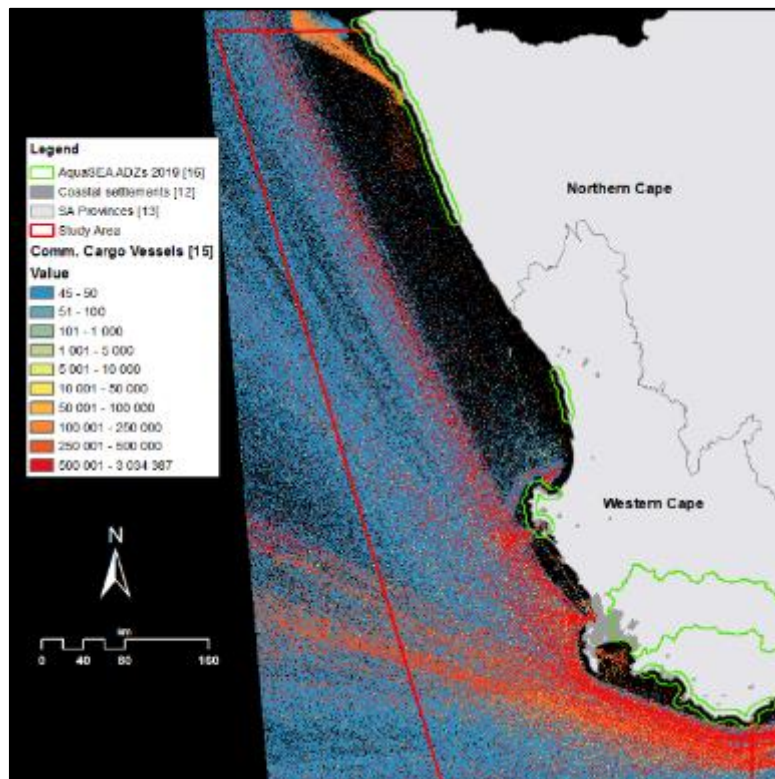 Legend
AquaSEA ADZs 2019 [16]
Coastal settlements [12]
SA Provinces [13]
Study Area
Comm. Cargo Vessels [15]
Value
45 - 50
51 - 100
101 - 1 000
1 001 - 5 000
5 001 - 10 000
10 001 - 50 000
50 001 - 100 000
100 001 - 250 000
250 001 - 500 000
500 001 - 3 034 387
Northern Cape
Western Cape
N
km
0 40 80 160